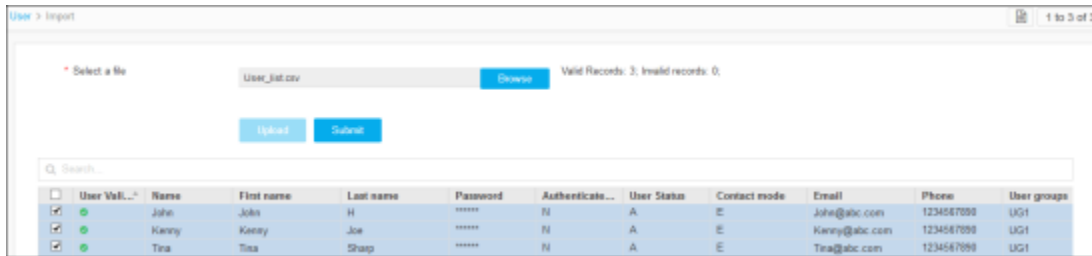 User > Import 1 to 3 of 3
* Select a file User_list.csv Browse Valid Records: 3; Invalid records: 0;
Upload Submit
Search...
User Vali...^ Name First name Last name Password Authenticate... User Status Contact mode Email Phone User groups
John John H ****** N A E John@abc.com 1234567890 UG1
Kenny Kenny Joe ****** N A E Kenny@abc.com 1234567890 UG1
Tina Tina Sharp ****** N A E Tina@abc.com 1234567890 UG1